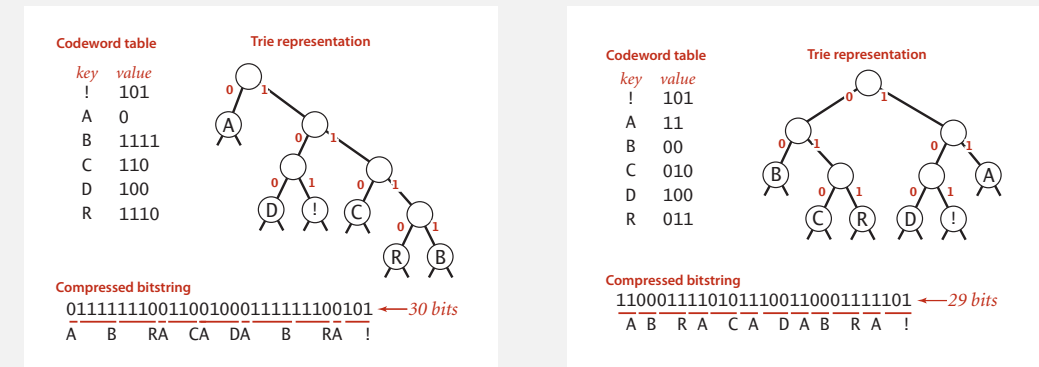 Codeword table
key value
! 101
A 0
B 1111
C 110
D 100
R 1110
Trie representation
0 1
A
0 1
0 1 0 1
D ! C
0 1
R B
Compressed bitstring
011111110011001000111111100101 30 bits
A B RA CA DA B RA !
Codeword table
key value
! 101
A 11
B 00
C 010
D 100
R 011
Trie representation
0 1
0 1 0 1
B A
0 1 0 1
C R D !
Compressed bitstring
11000111101011100110001111101 29 bits
A B R A C A D A B R A !